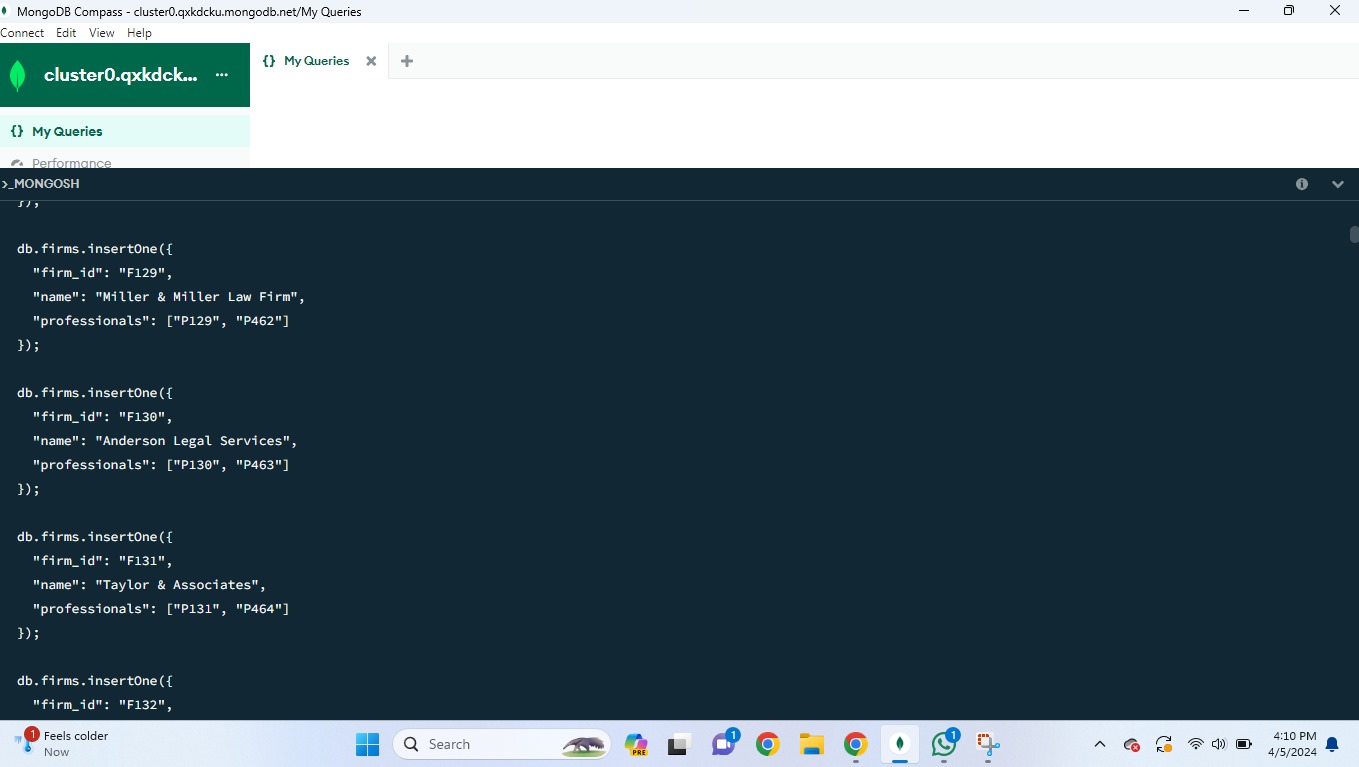 MongoDB Compass - cluster0.qxkdcku.mongodb.net/My Queries
Connect Edit View Help
cluster0.qxkdck... ...
{} My Queries
{} My Queries
Performance
>_MONGOSH
});
db.firms.insertOne({
"firm_id": "F129",
"name": "Miller & Miller Law Firm",
"professionals": ["P129", "P462"]
});
db.firms.insertOne({
"firm_id": "F130",
"name": "Anderson Legal Services",
"professionals": ["P130", "P463"]
});
db.firms.insertOne({
"firm_id": "F131",
"name": "Taylor & Associates",
"professionals": ["P131", "P464"]
});
db.firms.insertOne({
"firm_id": "F132",
1
Feels colder
Now
Search
PRE
1
1
4:10 PM
4/5/2024